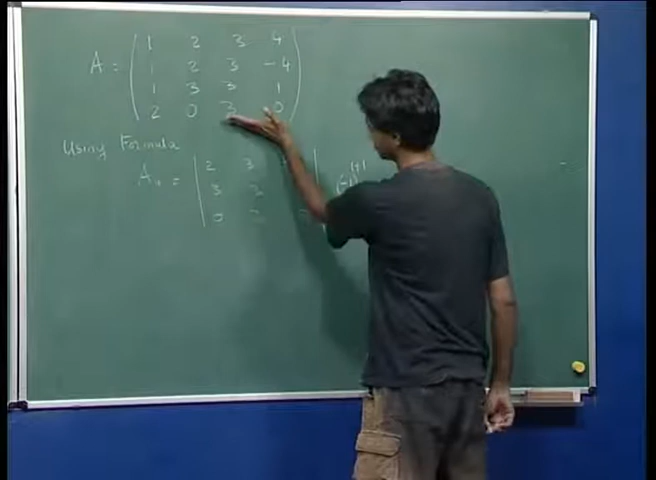 A = 1 2 3 4
1 2 3 -4
1 3 3 1
2 0 3 0
Using Formula
A₁₁ = 2 3 (-1)¹⁺¹
3 3
0